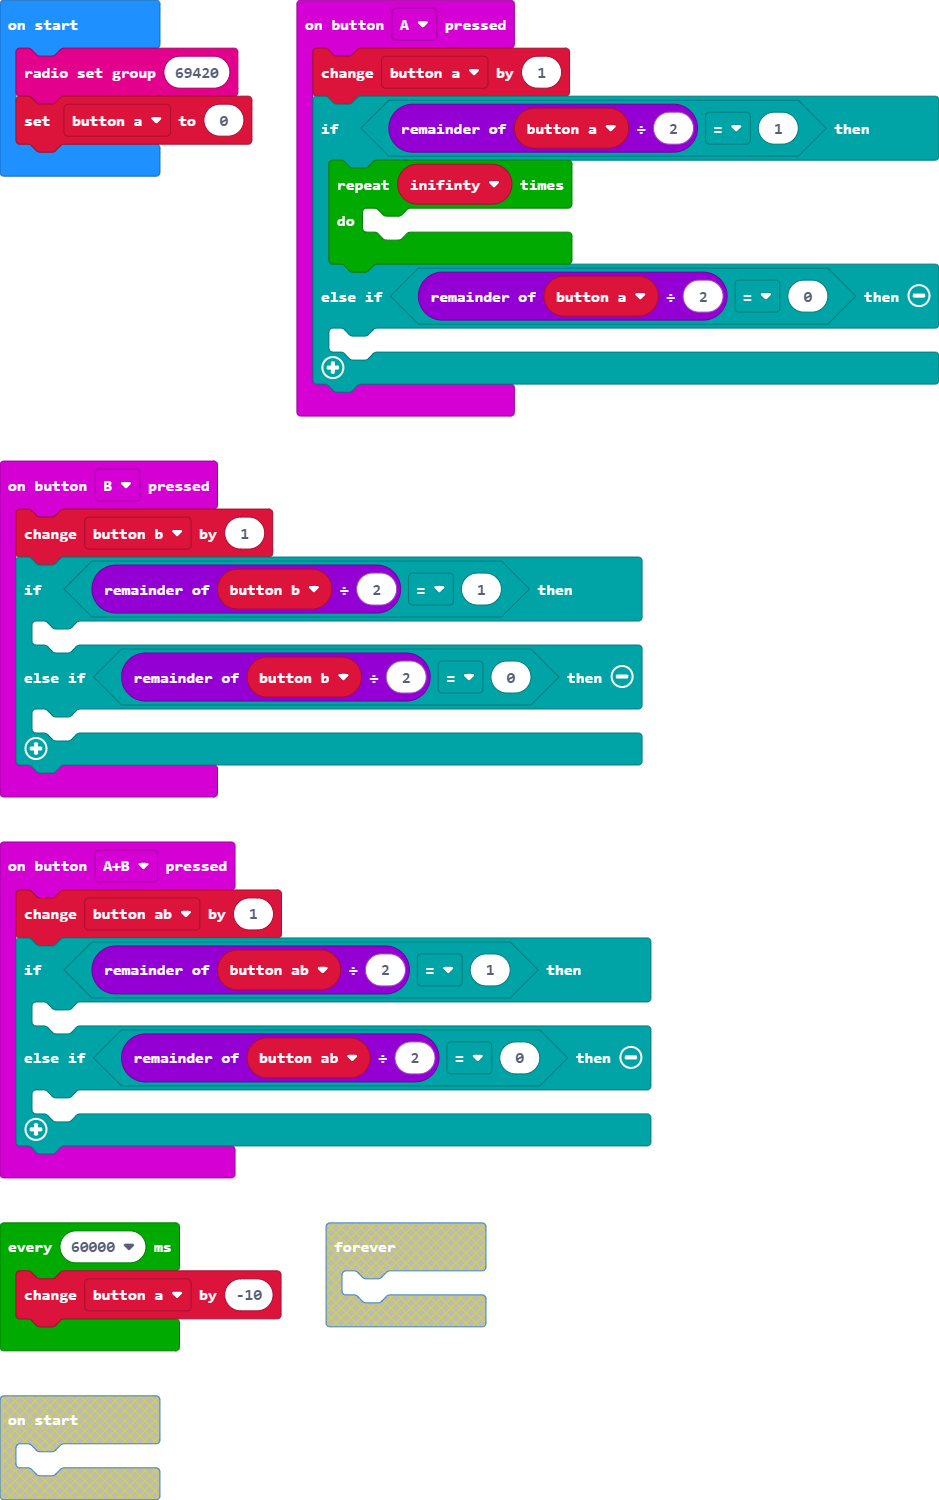 on start
radio set group 69420
set button a to 0
on button A pressed
change button a by 1
if remainder of button a ÷ 2 = 1 then
repeat inifinty times
do
else if remainder of button a ÷ 2 = 0 then
on button B pressed
change button b by 1
if remainder of button b ÷ 2 = 1 then
else if remainder of button b ÷ 2 = 0 then
on button A+B pressed
change button ab by 1
if remainder of button ab ÷ 2 = 1 then
else if remainder of button ab ÷ 2 = 0 then
every 60000 ms
change button a by -10
forever
on start